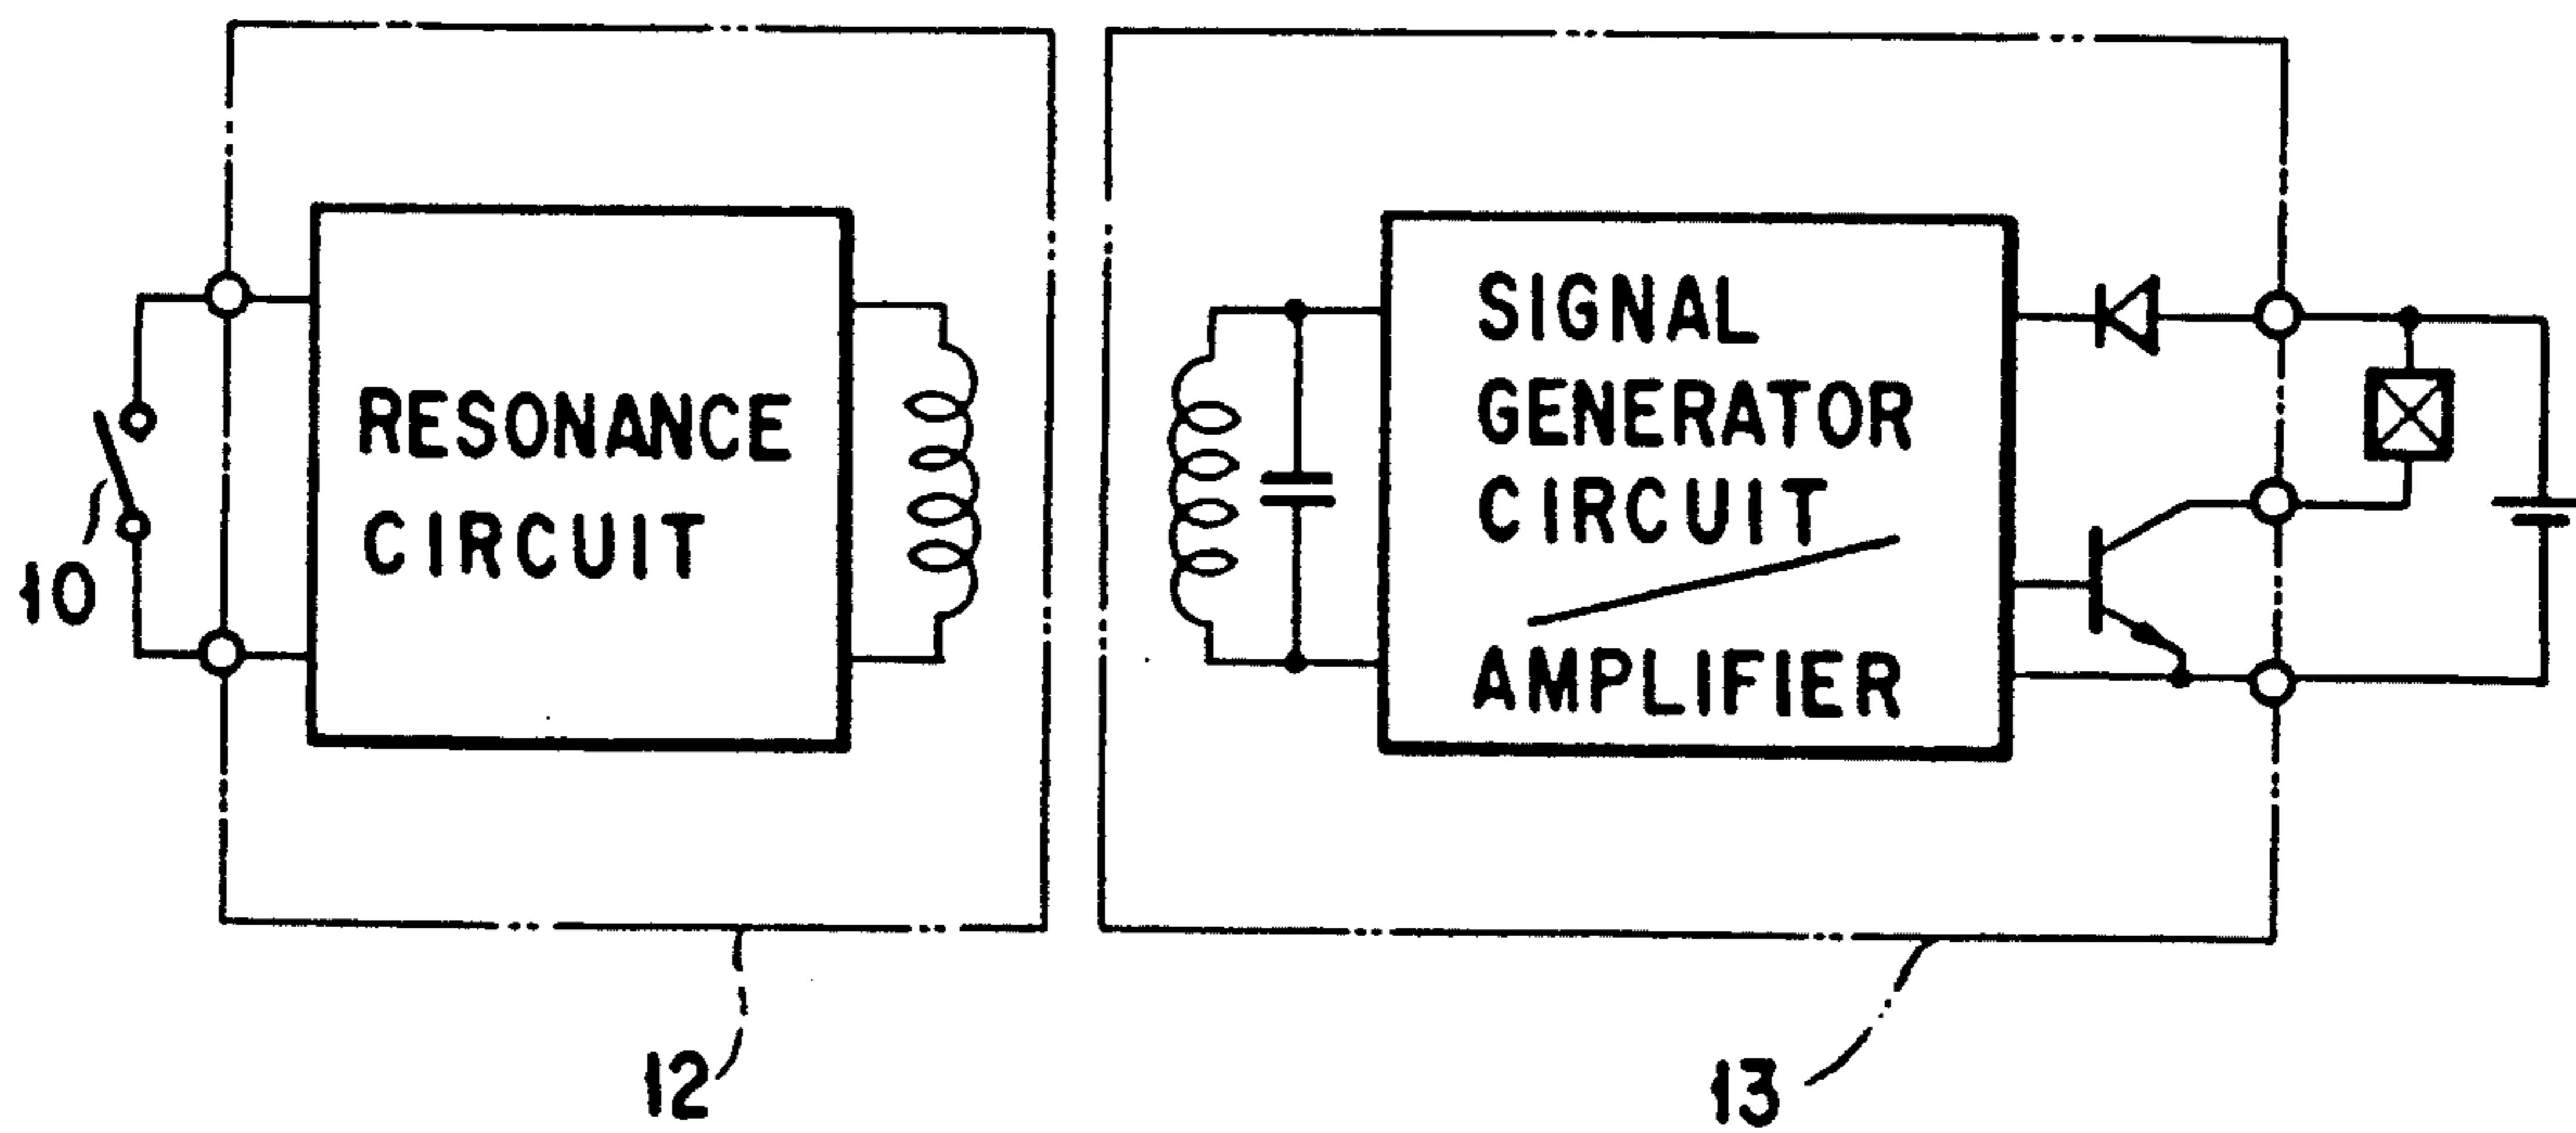 RESONANCE
CIRCUIT
SIGNAL
GENERATOR
CIRCUIT
AMPLIFIER
10
12
13